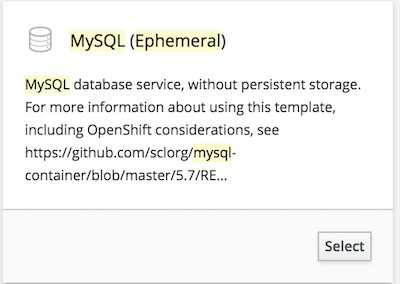 MySQL (Ephemeral)
MySQL database service, without persistent storage.
For more information about using this template,
including OpenShift considerations, see
https://github.com/sclorg/mysql-
container/blob/master/5.7/RE...
Select